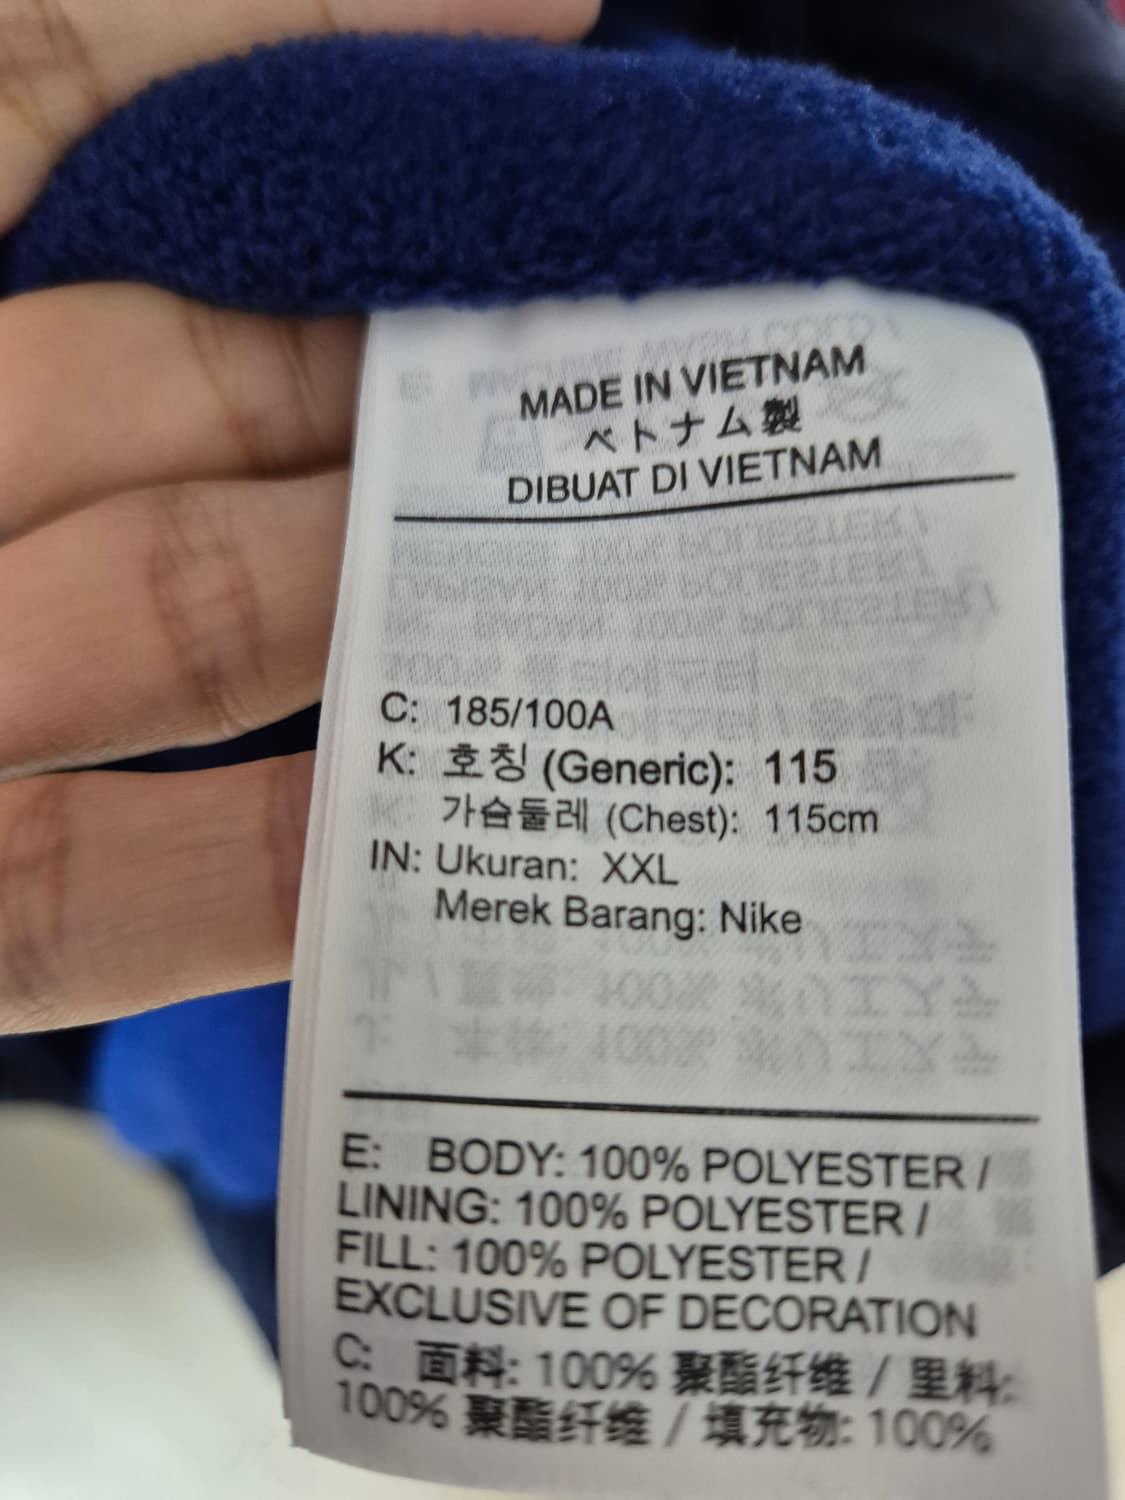 MADE IN VIETNAM
ベトナム製
DIBUAT DI VIETNAM
C: 185/100A
K: 호칭 (Generic): 115
가슴둘레 (Chest): 115cm
IN: Ukuran: XXL
Merek Barang: Nike
E: BODY: 100% POLYESTER /
LINING: 100% POLYESTER /
FILL: 100% POLYESTER /
EXCLUSIVE OF DECORATION
C: 面料: 100% 聚酯纤维 / 里料:
100% 聚酯纤维 / 填充物: 100%